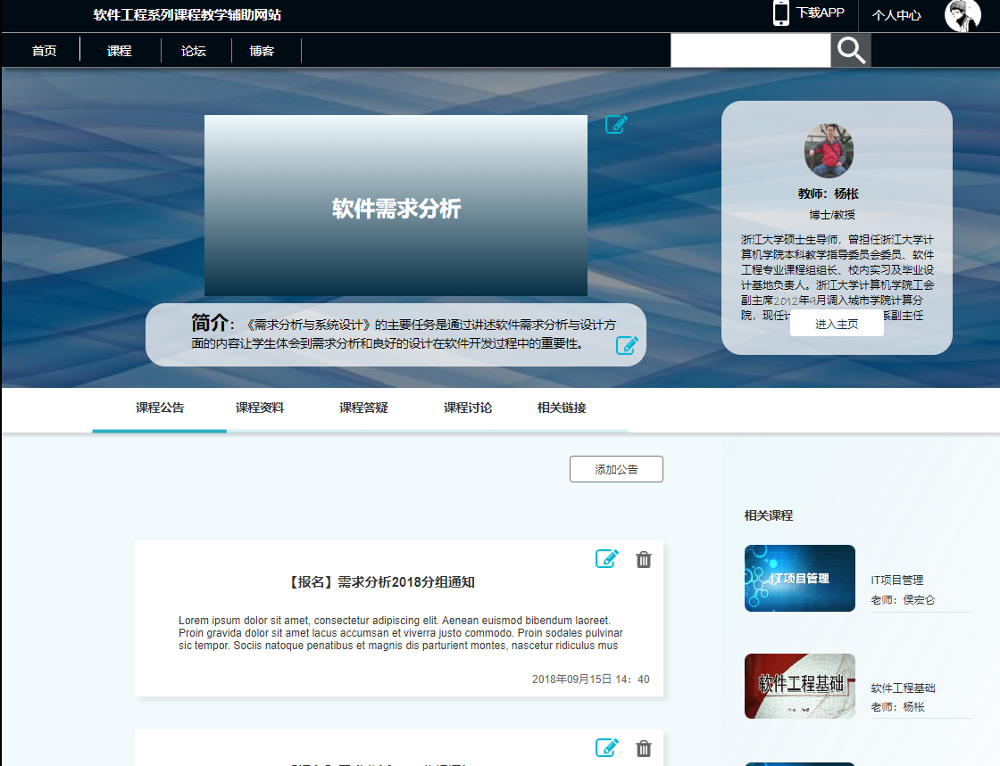 软件工程系列课程教学辅助网站
下载APP
个人中心
首页
课程
论坛
博客
软件需求分析
教师：杨枨
博士/教授
浙江大学硕士生导师，曾担任浙江大学计
算机学院本科教学指导委员会委员、软件
工程专业课程组组长、校内实习及毕业设
计基地负责人。浙江大学计算机学院工会
副主席2012年9月调入城市学院计算分
院，现任计
系副主任
进入主页
简介：《需求分析与系统设计》的主要任务是通过讲述软件需求分析与设计方
面的内容让学生体会到需求分析和良好的设计在软件开发过程中的重要性。
课程公告
课程资料
课程答疑
课程讨论
相关链接
添加公告
【报名】需求分析2018分组通知
Lorem ipsum dolor sit amet, consectetur adipiscing elit. Aenean euismod bibendum laoreet.
Proin gravida dolor sit amet lacus accumsan et viverra justo commodo. Proin sodales pulvinar
sic tempor. Sociis natoque penatibus et magnis dis parturient montes, nascetur ridiculus mus
2018年09月15日 14：40
相关课程
IT项目管理
IT项目管理
老师：侯宏仑
软件工程基础
软件工程基础
老师：杨枨